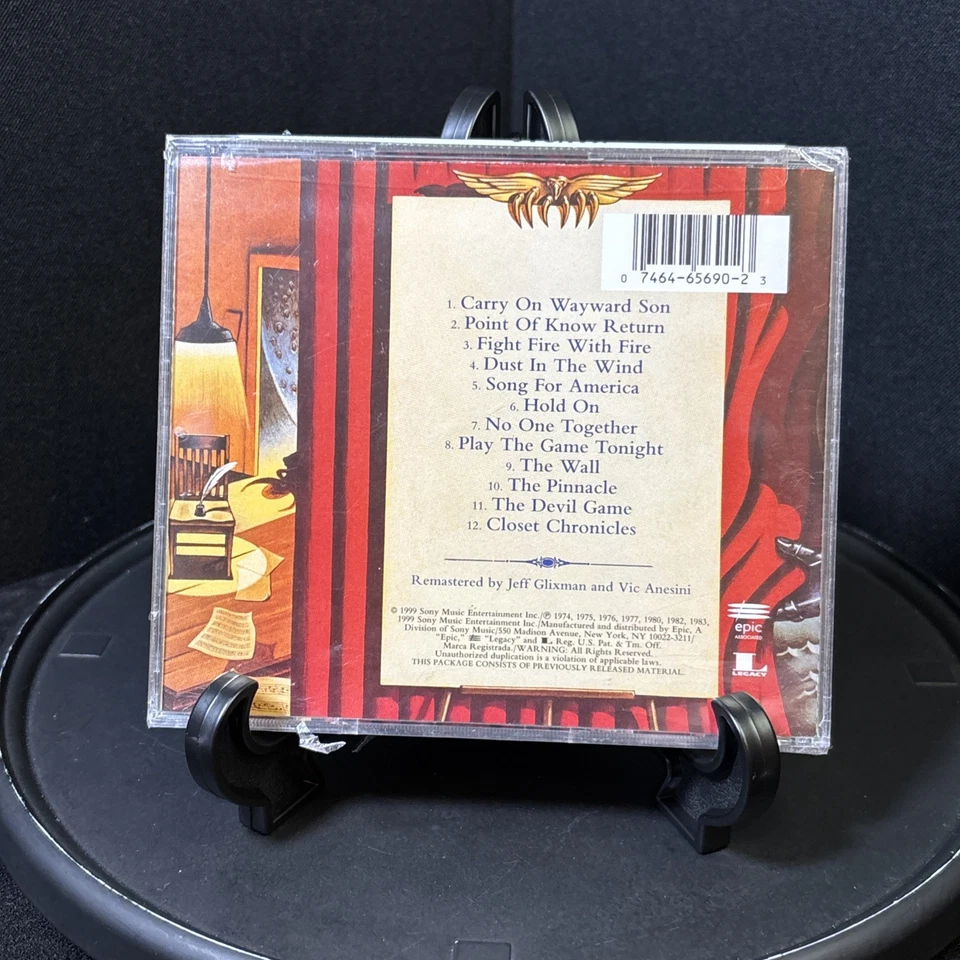 0 7464-65690-2 3
1. Carry On Wayward Son
2. Point Of Know Return
3. Fight Fire With Fire
4. Dust In The Wind
5. Song For America
6. Hold On
7. No One Together
8. Play The Game Tonight
9. The Wall
10. The Pinnacle
11. The Devil Game
12. Closet Chronicles
Remastered by Jeff Glixman and Vic Anesini
© 1999 Sony Music Entertainment Inc./℗ 1974, 1975, 1976, 1977, 1980, 1982, 1983,
1999 Sony Music Entertainment Inc./Manufactured and distributed by Epic, A
Division of Sony Music/550 Madison Avenue, New York, NY 10022-3211/
"Epic," "Legacy" and L Reg. U.S. Pat. & Tm. Off.
Marca Registrada./WARNING: All Rights Reserved.
Unauthorized duplication is a violation of applicable laws.
THIS PACKAGE CONSISTS OF PREVIOUSLY RELEASED MATERIAL.
epic
ASSOCIATED
L
LEGACY